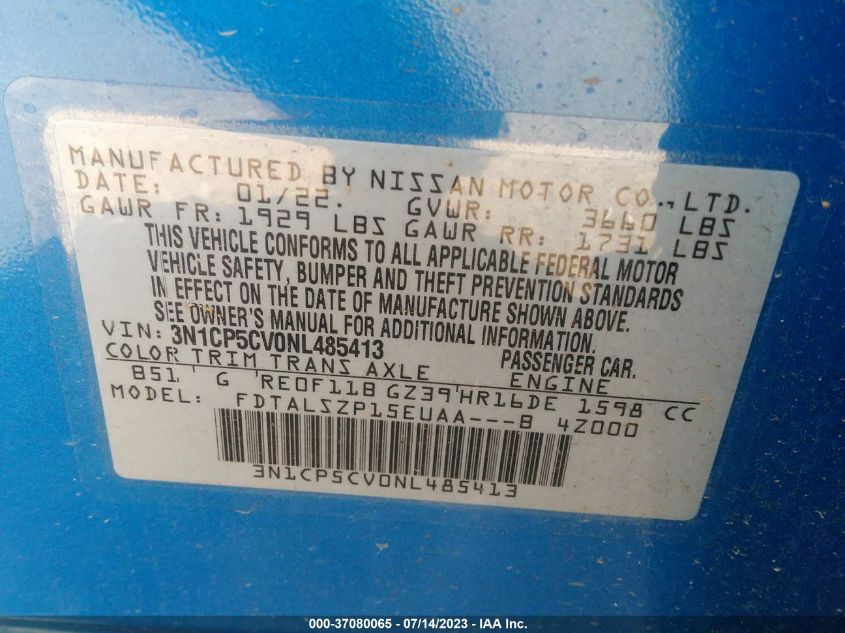 MANUFACTURED BY NISSAN MOTOR CO., LTD.
DATE: 01/22. GVWR: 3660 LBS
GAWR FR: 1929 LBS GAWR RR: 1731 LBS
THIS VEHICLE CONFORMS TO ALL APPLICABLE FEDERAL MOTOR
VEHICLE SAFETY, BUMPER AND THEFT PREVENTION STANDARDS
IN EFFECT ON THE DATE OF MANUFACTURE SHOWN ABOVE.
SEE OWNER'S MANUAL FOR ADDITIONAL INFORMATION.
VIN: 3N1CP5CV0NL485413 PASSENGER CAR.
COLOR TRIM TRANS AXLE ENGINE
B51 G RE0F11B GZ39 HR16DE 1598 CC
MODEL: FDTALSZP15EUAA---B 4Z000
3N1CP5CV0NL485413
000-37080065 - 07/14/2023 - IAA Inc.